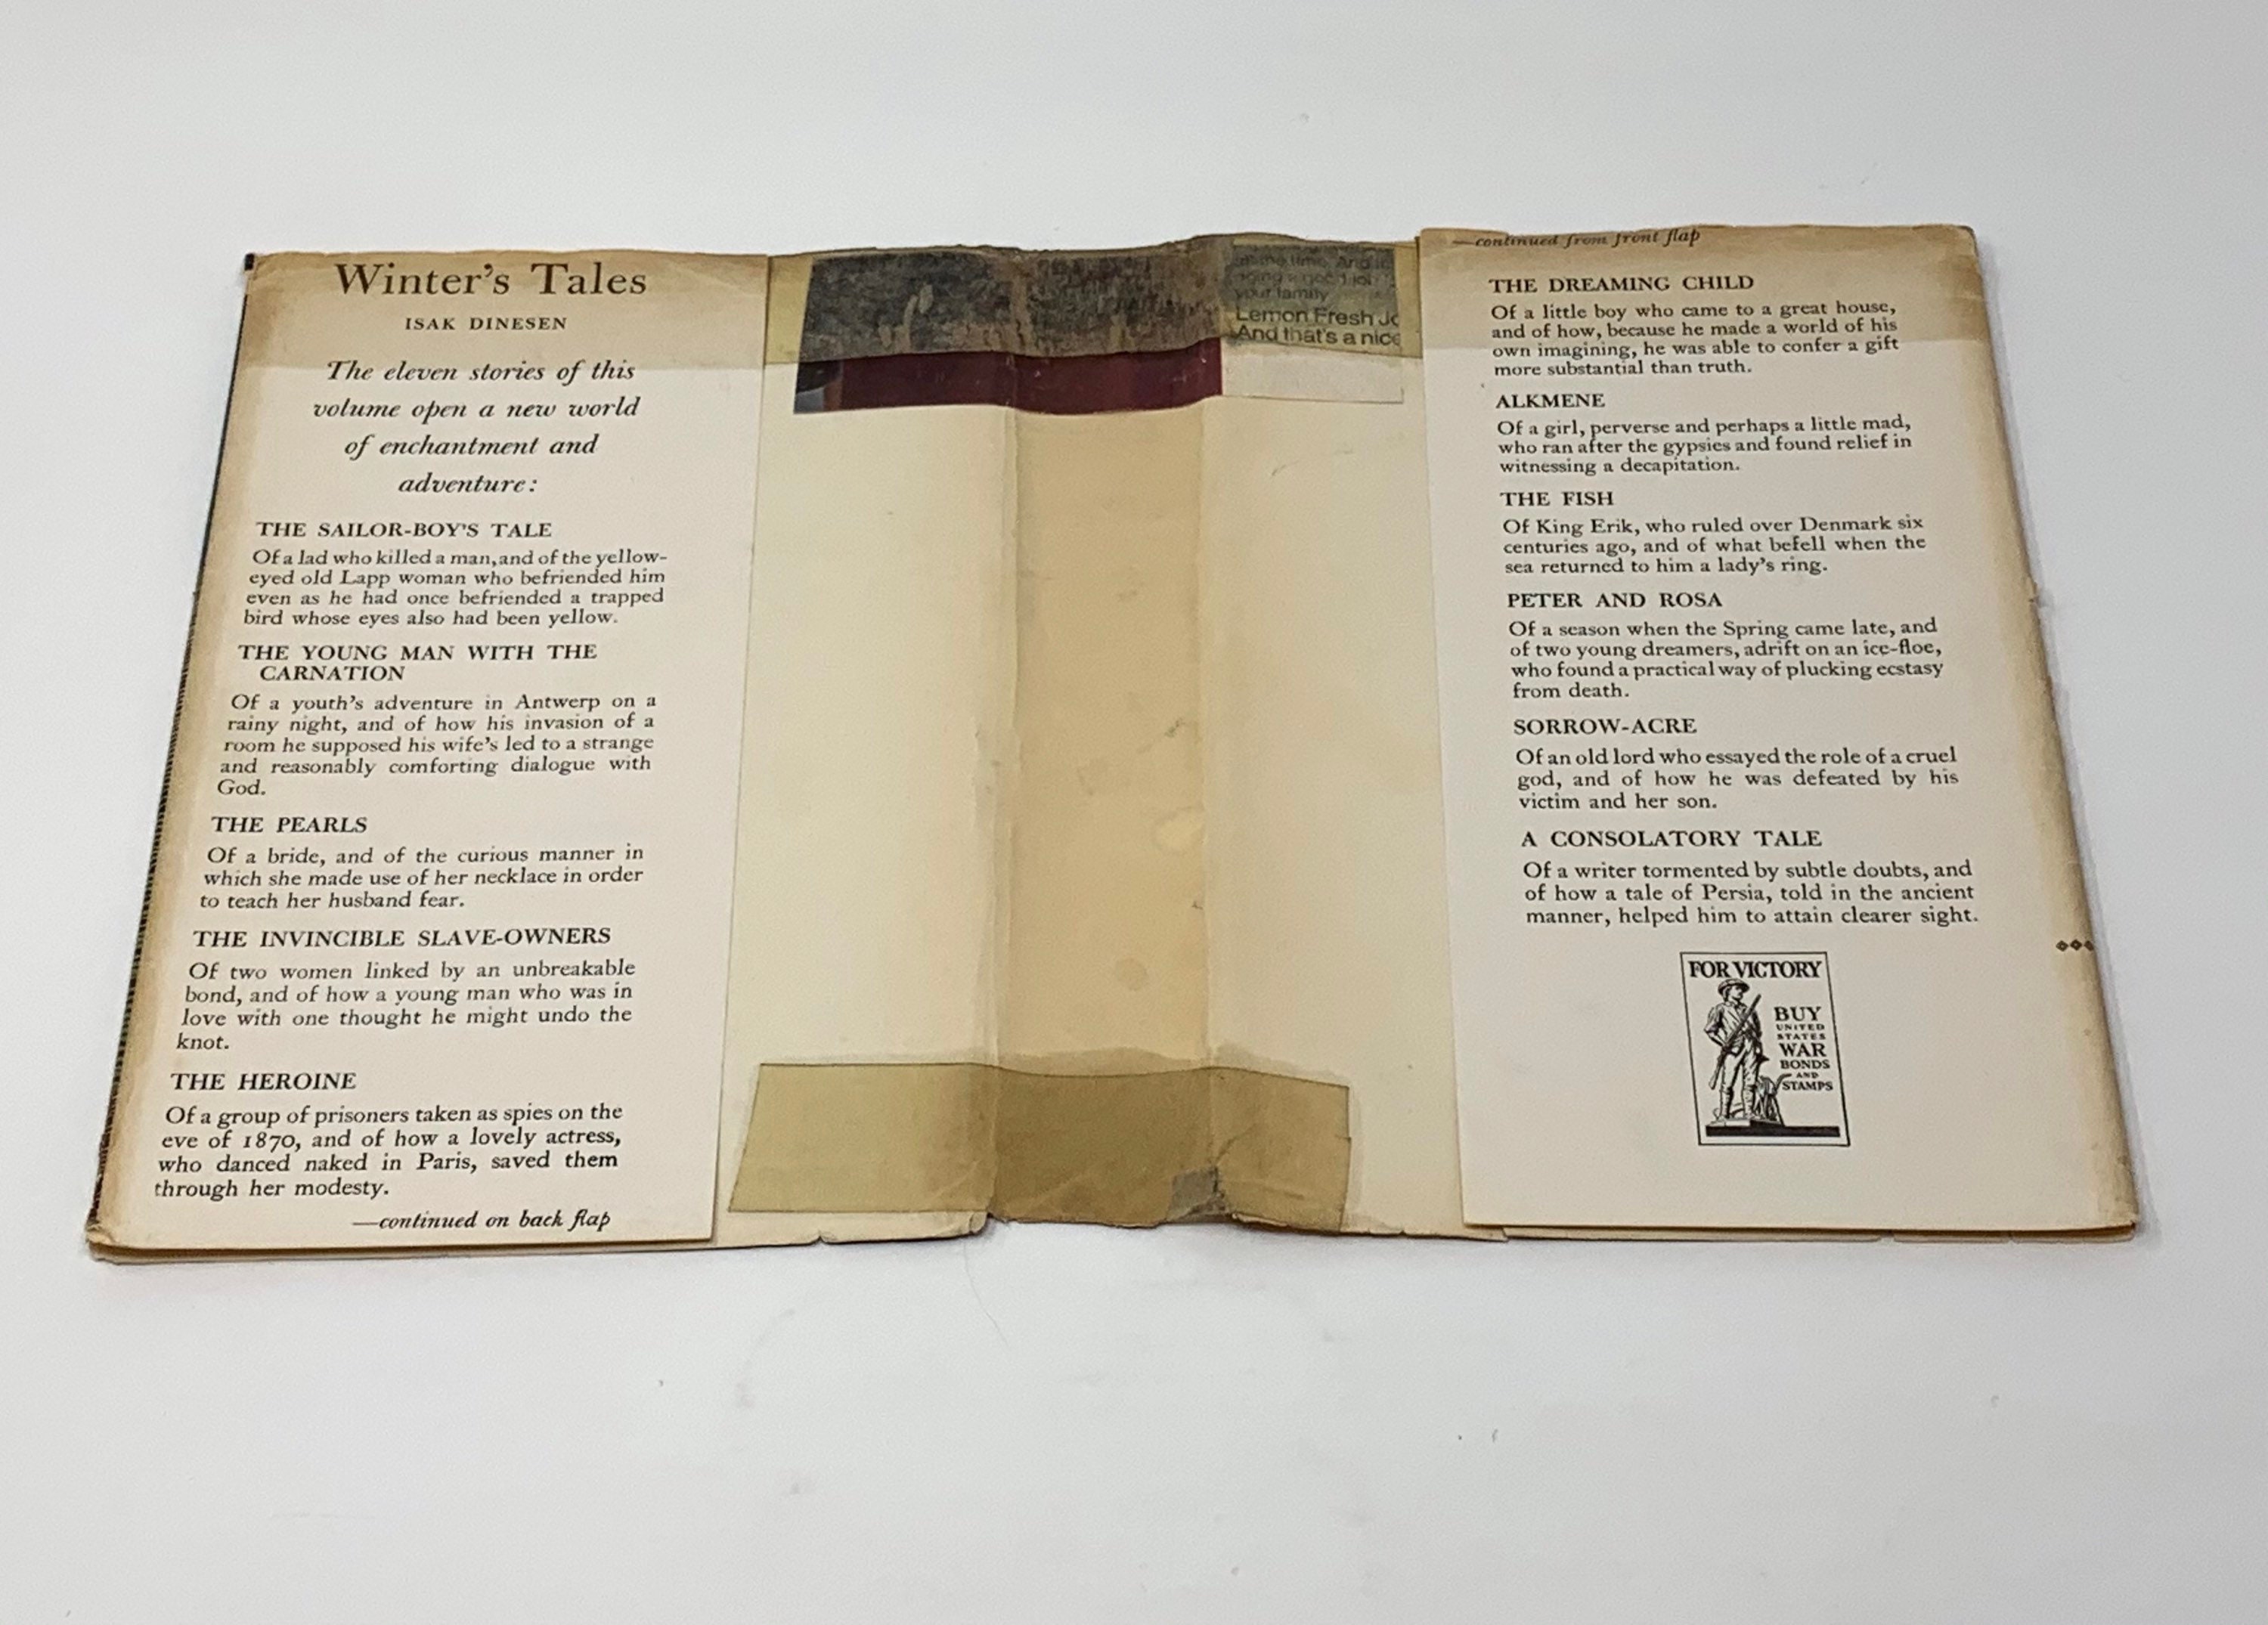 Winter's Tales
ISAK DINESEN
The eleven stories of this
volume open a new world
of enchantment and
adventure:
THE SAILOR-BOY'S TALE
Of a lad who killed a man, and of the yellow-
eyed old Lapp woman who befriended him
even as he had once befriended a trapped
bird whose eyes also had been yellow.
THE YOUNG MAN WITH THE
CARNATION
Of a youth's adventure in Antwerp on a
rainy night, and of how his invasion of a
room he supposed his wife's led to a strange
and reasonably comforting dialogue with
God.
THE PEARLS
Of a bride, and of the curious manner in
which she made use of her necklace in order
to teach her husband fear.
THE INVINCIBLE SLAVE-OWNERS
Of two women linked by an unbreakable
bond, and of how a young man who was in
love with one thought he might undo the
knot.
THE HEROINE
Of a group of prisoners taken as spies on the
eve of 1870, and of how a lovely actress,
who danced naked in Paris, saved them
through her modesty.
—continued on back flap
time. And
a good
your family
Lemon Fresh
And that's a nice
—continued from front flap
THE DREAMING CHILD
Of a little boy who came to a great house,
and of how, because he made a world of his
own imagining, he was able to confer a gift
more substantial than truth.
ALKMENE
Of a girl, perverse and perhaps a little mad,
who ran after the gypsies and found relief in
witnessing a decapitation.
THE FISH
Of King Erik, who ruled over Denmark six
centuries ago, and of what befell when the
sea returned to him a lady's ring.
PETER AND ROSA
Of a season when the Spring came late, and
of two young dreamers, adrift on an ice-floe,
who found a practical way of plucking ecstasy
from death.
SORROW-ACRE
Of an old lord who essayed the role of a cruel
god, and of how he was defeated by his
victim and her son.
A CONSOLATORY TALE
Of a writer tormented by subtle doubts, and
of how a tale of Persia, told in the ancient
manner, helped him to attain clearer sight.
FOR VICTORY
BUY
UNITED
STATES
WAR
BONDS
AND
STAMPS